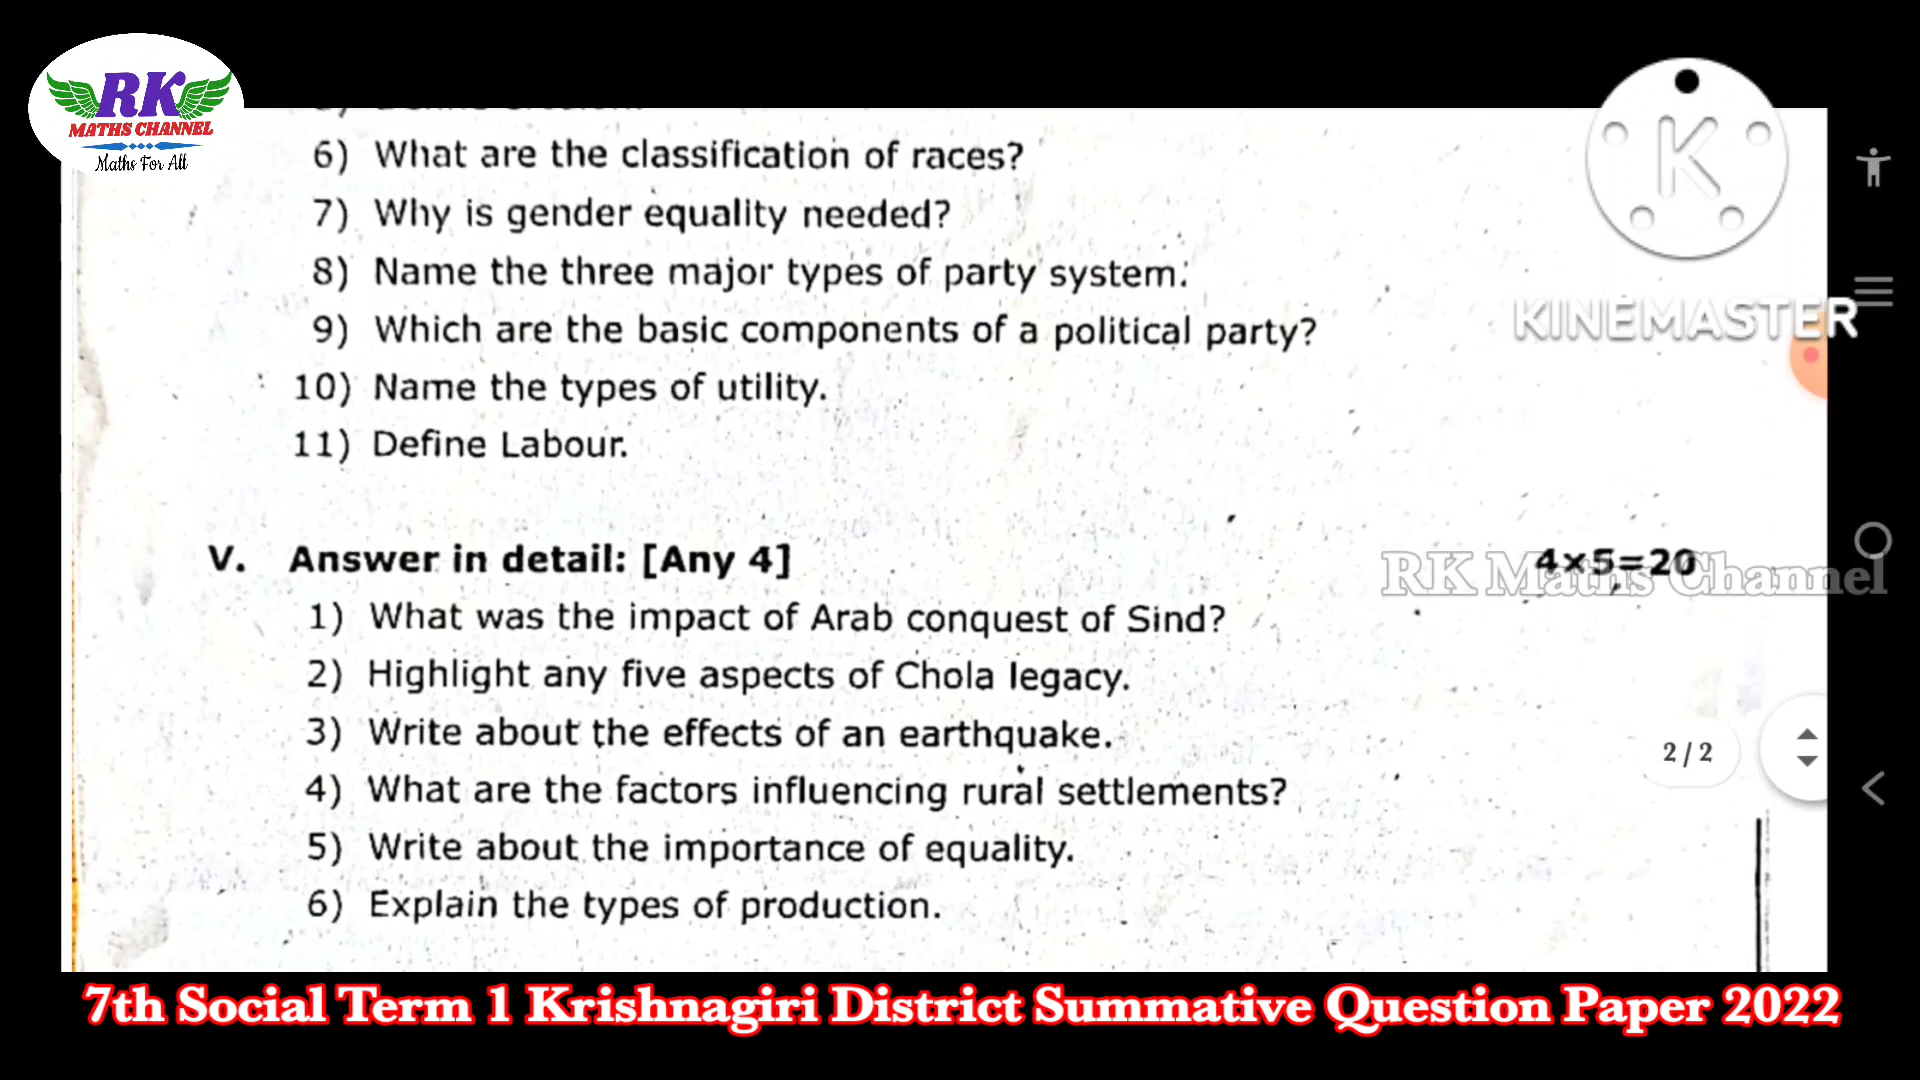 RK
MATHS CHANNEL
Maths For All
6) What are the classification of races?
7) Why is gender equality needed?
8) Name the three major types of party system.
9) Which are the basic components of a political party?
10) Name the types of utility.
11) Define Labour.
K
KINEMASTER
V. Answer in detail: [Any 4] 4×5=20
RK Maths Channel
1) What was the impact of Arab conquest of Sind?
2) Highlight any five aspects of Chola legacy.
3) Write about the effects of an earthquake.
4) What are the factors influencing rural settlements?
5) Write about the importance of equality.
6) Explain the types of production.
2 / 2
7th Social Term 1 Krishnagiri District Summative Question Paper 2022